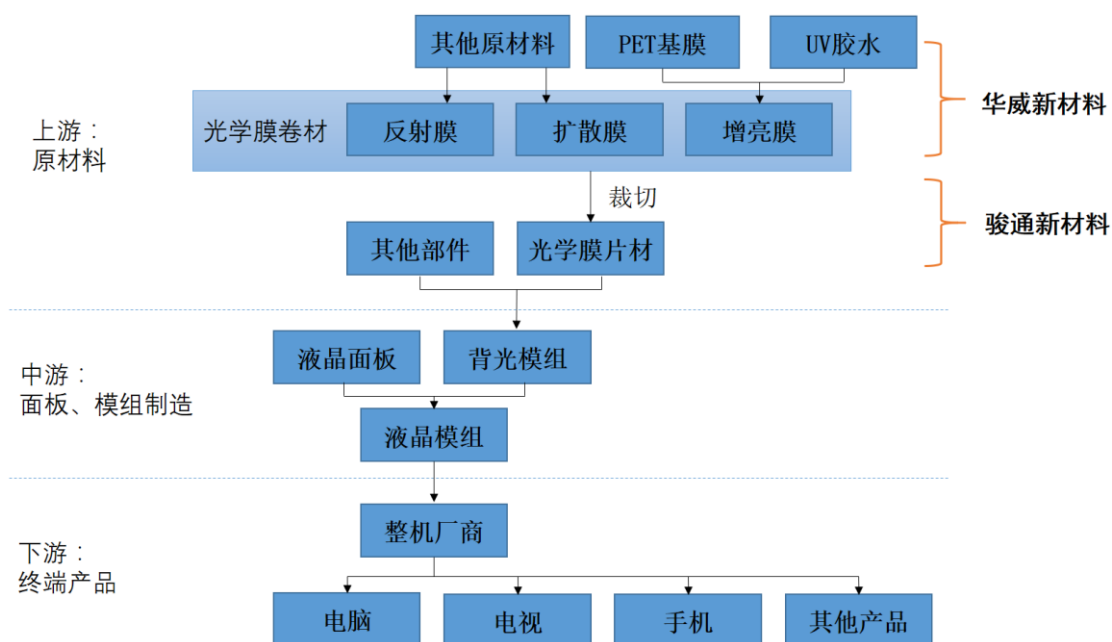 其他原材料
PET基膜
UV胶水
华威新材料
上游：
原材料
光学膜卷材
反射膜
扩散膜
增亮膜
裁切
骏通新材料
其他部件
光学膜片材
中游：
面板、模组制造
液晶面板
背光模组
液晶模组
下游：
终端产品
整机厂商
电脑
电视
手机
其他产品